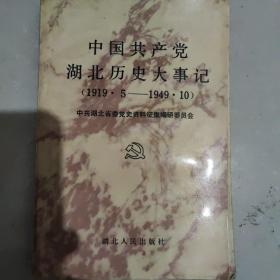 中国共产党
湖北历史大事记
(1919·5——1949·10)
中共湖北省委党史资料征集编研委员会
湖北人民出版社